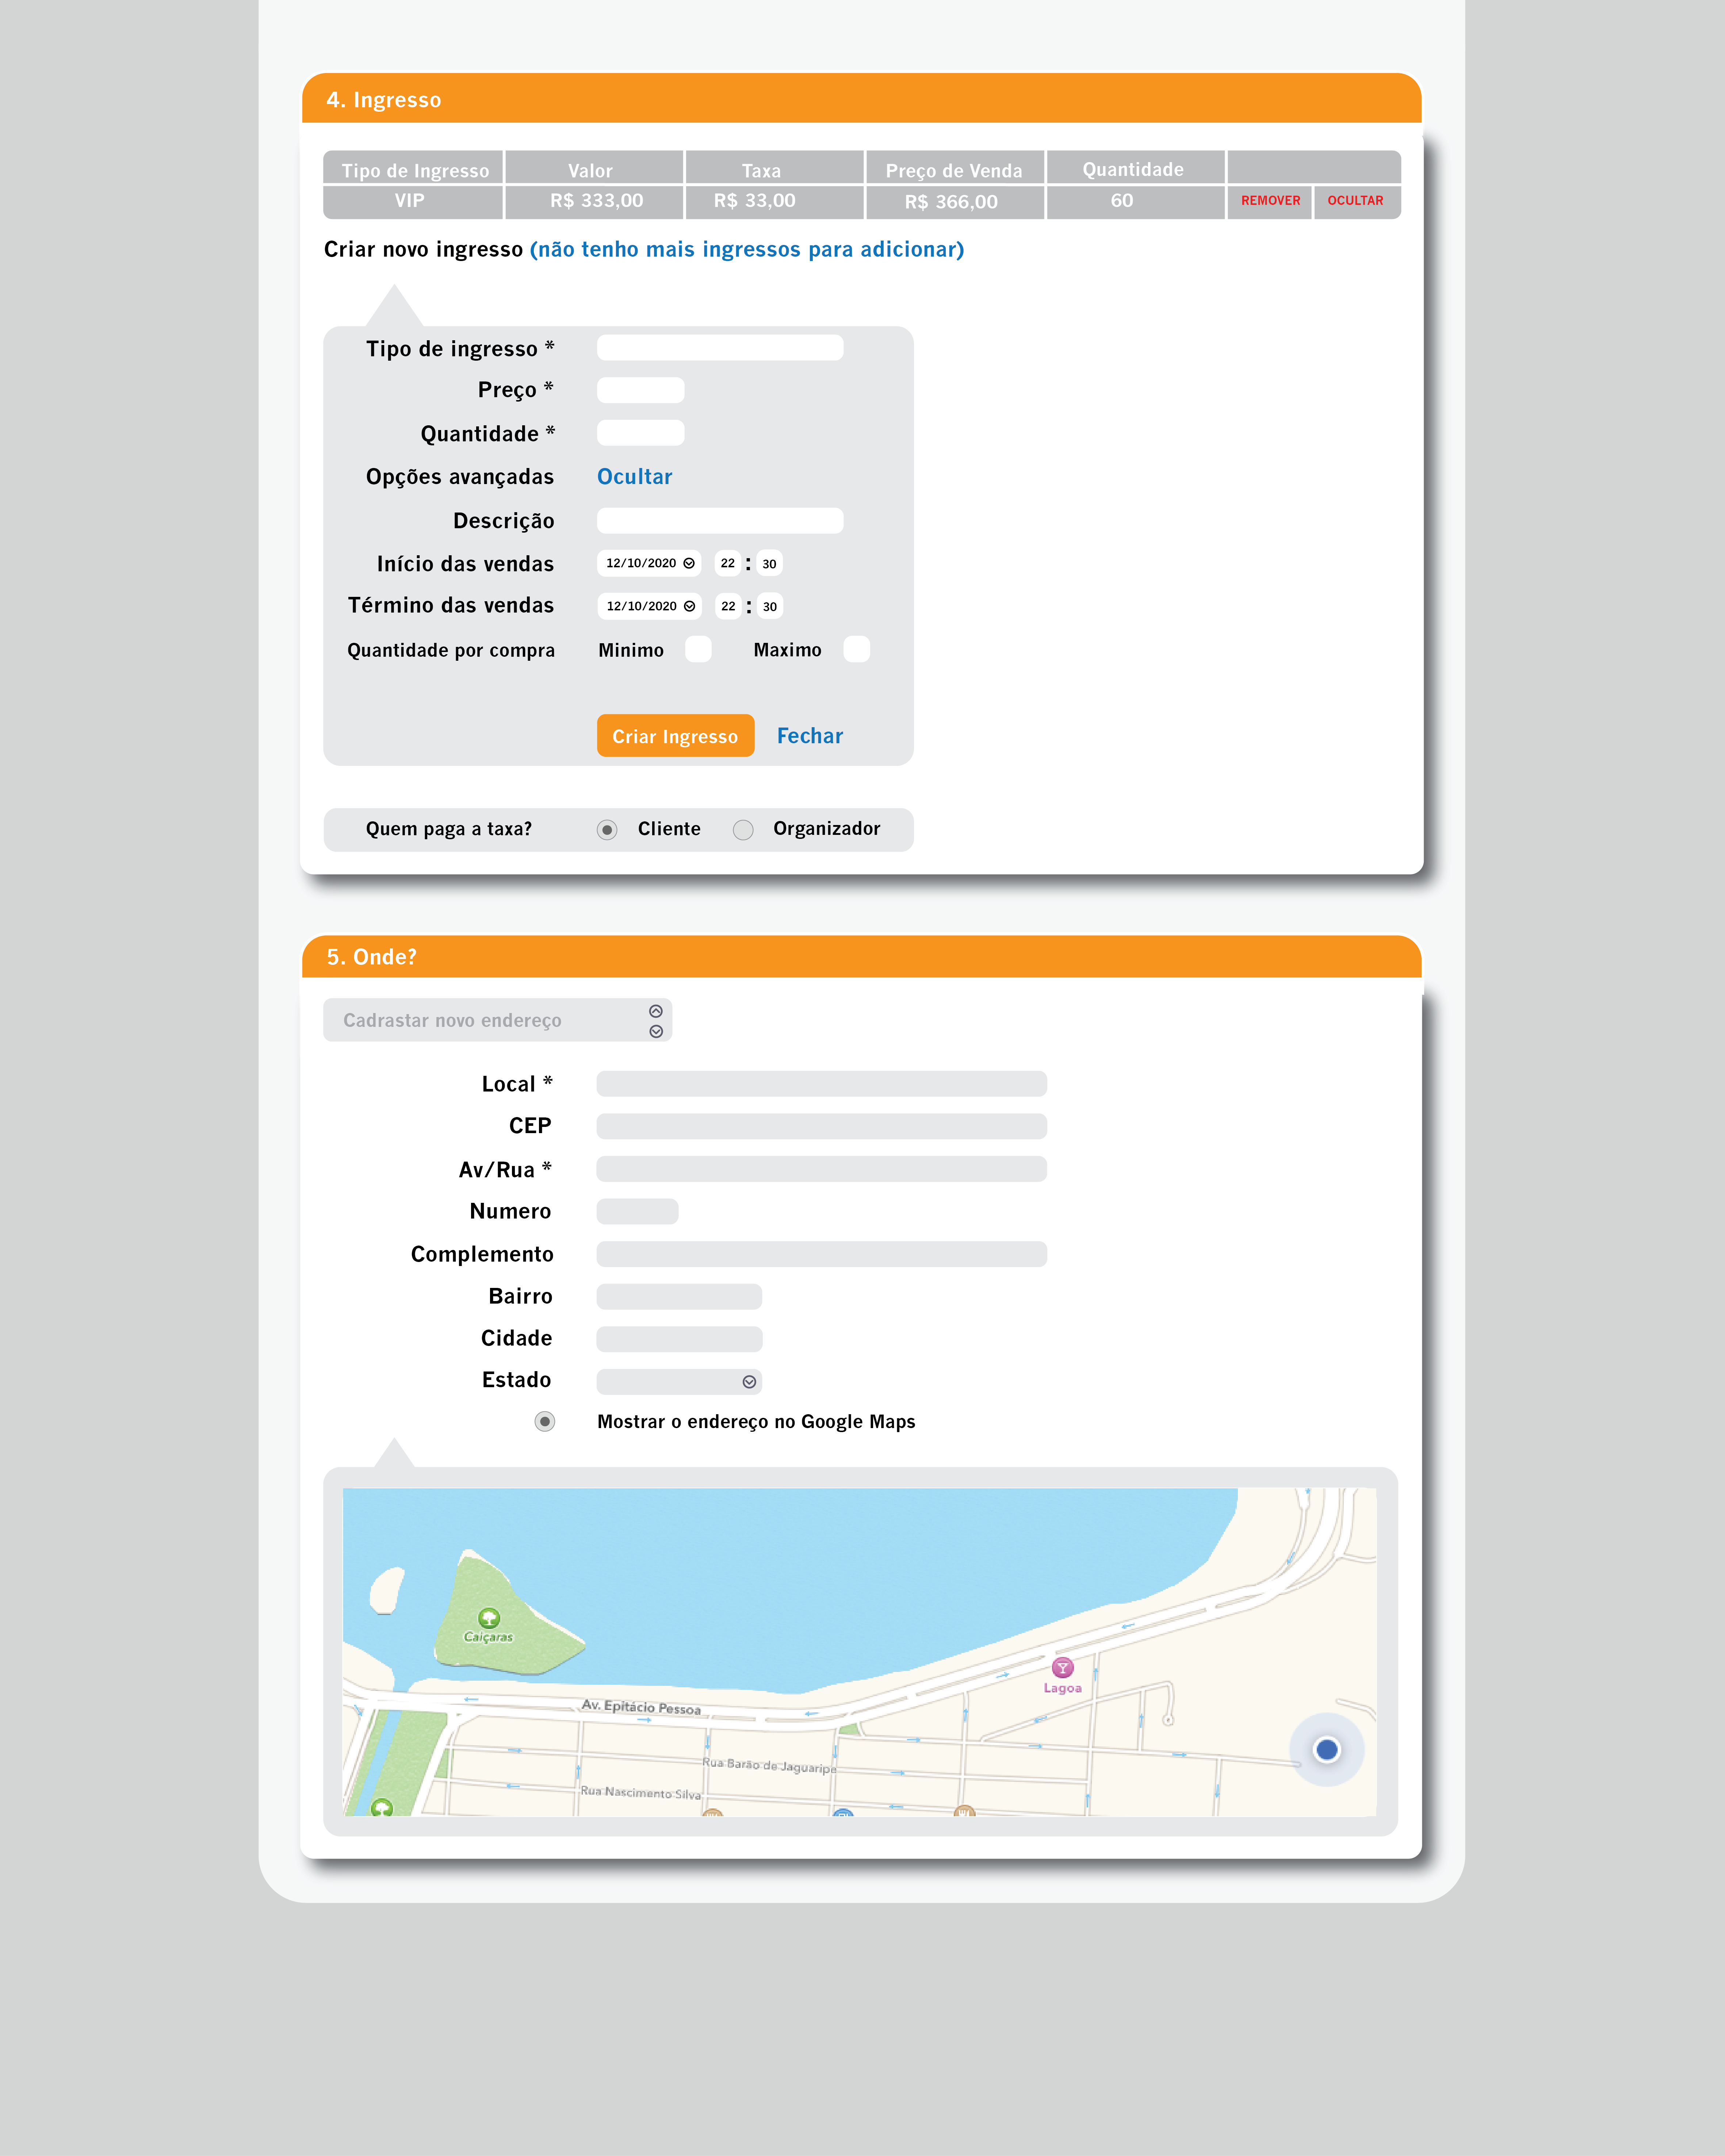 4. Ingresso
Tipo de Ingresso Valor Taxa Preço de Venda Quantidade
VIP R$ 333,00 R$ 33,00 R$ 366,00 60 REMOVER OCULTAR
Criar novo ingresso (não tenho mais ingressos para adicionar)
Tipo de ingresso *
Preço *
Quantidade *
Opções avançadas Ocultar
Descrição
Início das vendas 12/10/2020 22 : 30
Término das vendas 12/10/2020 22 : 30
Quantidade por compra Minimo Maximo
Criar Ingresso Fechar
Quem paga a taxa? Cliente Organizador
5. Onde?
Cadrastar novo endereço
Local *
CEP
Av/Rua *
Numero
Complemento
Bairro
Cidade
Estado
Mostrar o endereço no Google Maps
Caiçaras
Lagoa
Av. Epitácio Pessoa
Rua Barão de Jaguaripe
Rua Nascimento Silva